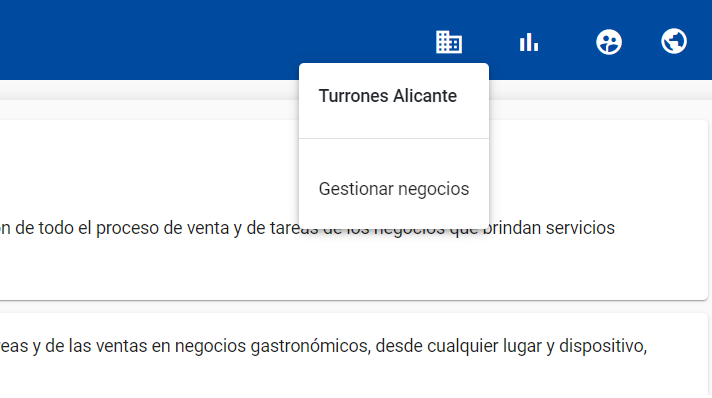 Turrones Alicante
Gestionar negocios
n de todo el proceso de venta y de tareas de los negocios que brindan servicios
eas y de las ventas en negocios gastronómicos, desde cualquier lugar y dispositivo,